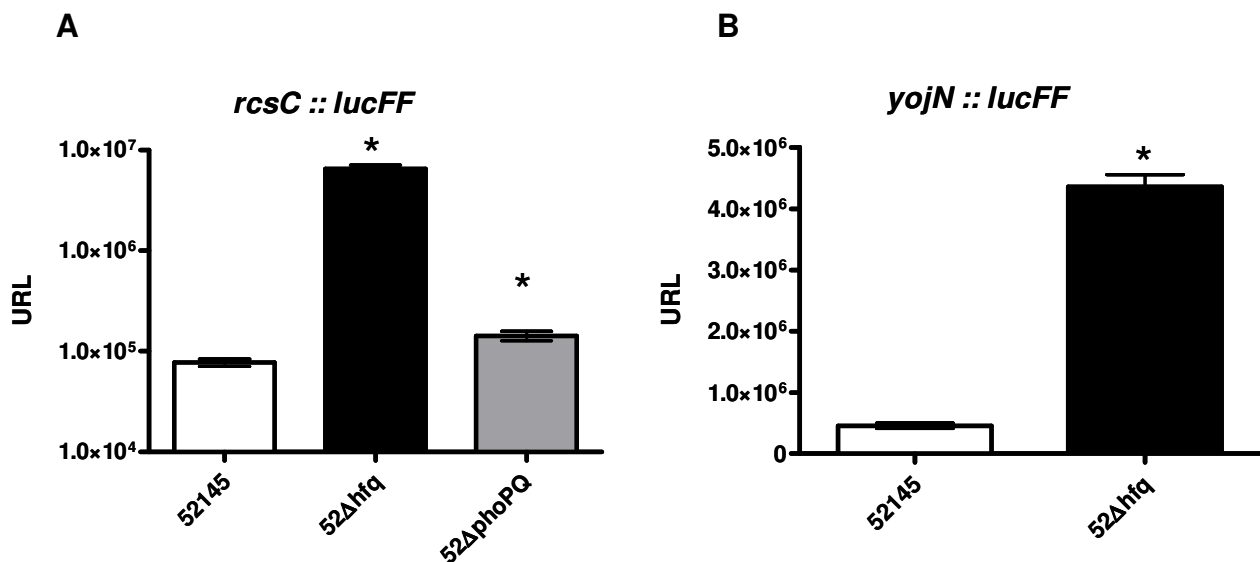 A
rcsC :: lucFF
1.0×10⁷
1.0×10⁶
1.0×10⁵
1.0×10⁴
URL
*
*
52145
52Δhfq
52ΔphoPQ
B
yojN :: lucFF
5.0×10⁶
4.0×10⁶
3.0×10⁶
2.0×10⁶
1.0×10⁶
0
URL
*
52145
52Δhfq